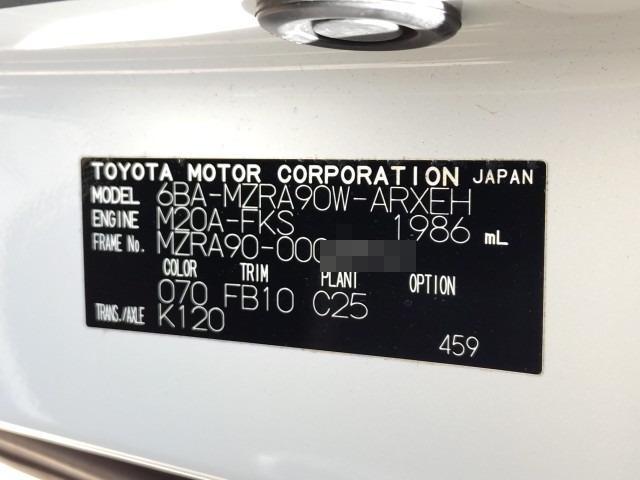 TOYOTA MOTOR CORPORATION JAPAN
MODEL 6BA-MZRA90W-ARXEH
ENGINE M20A-FKS 1986 mL
FRAME No. MZRA90-000
COLOR TRIM PLANT OPTION
070 FB10 C25
TRANS./AXLE K120
459